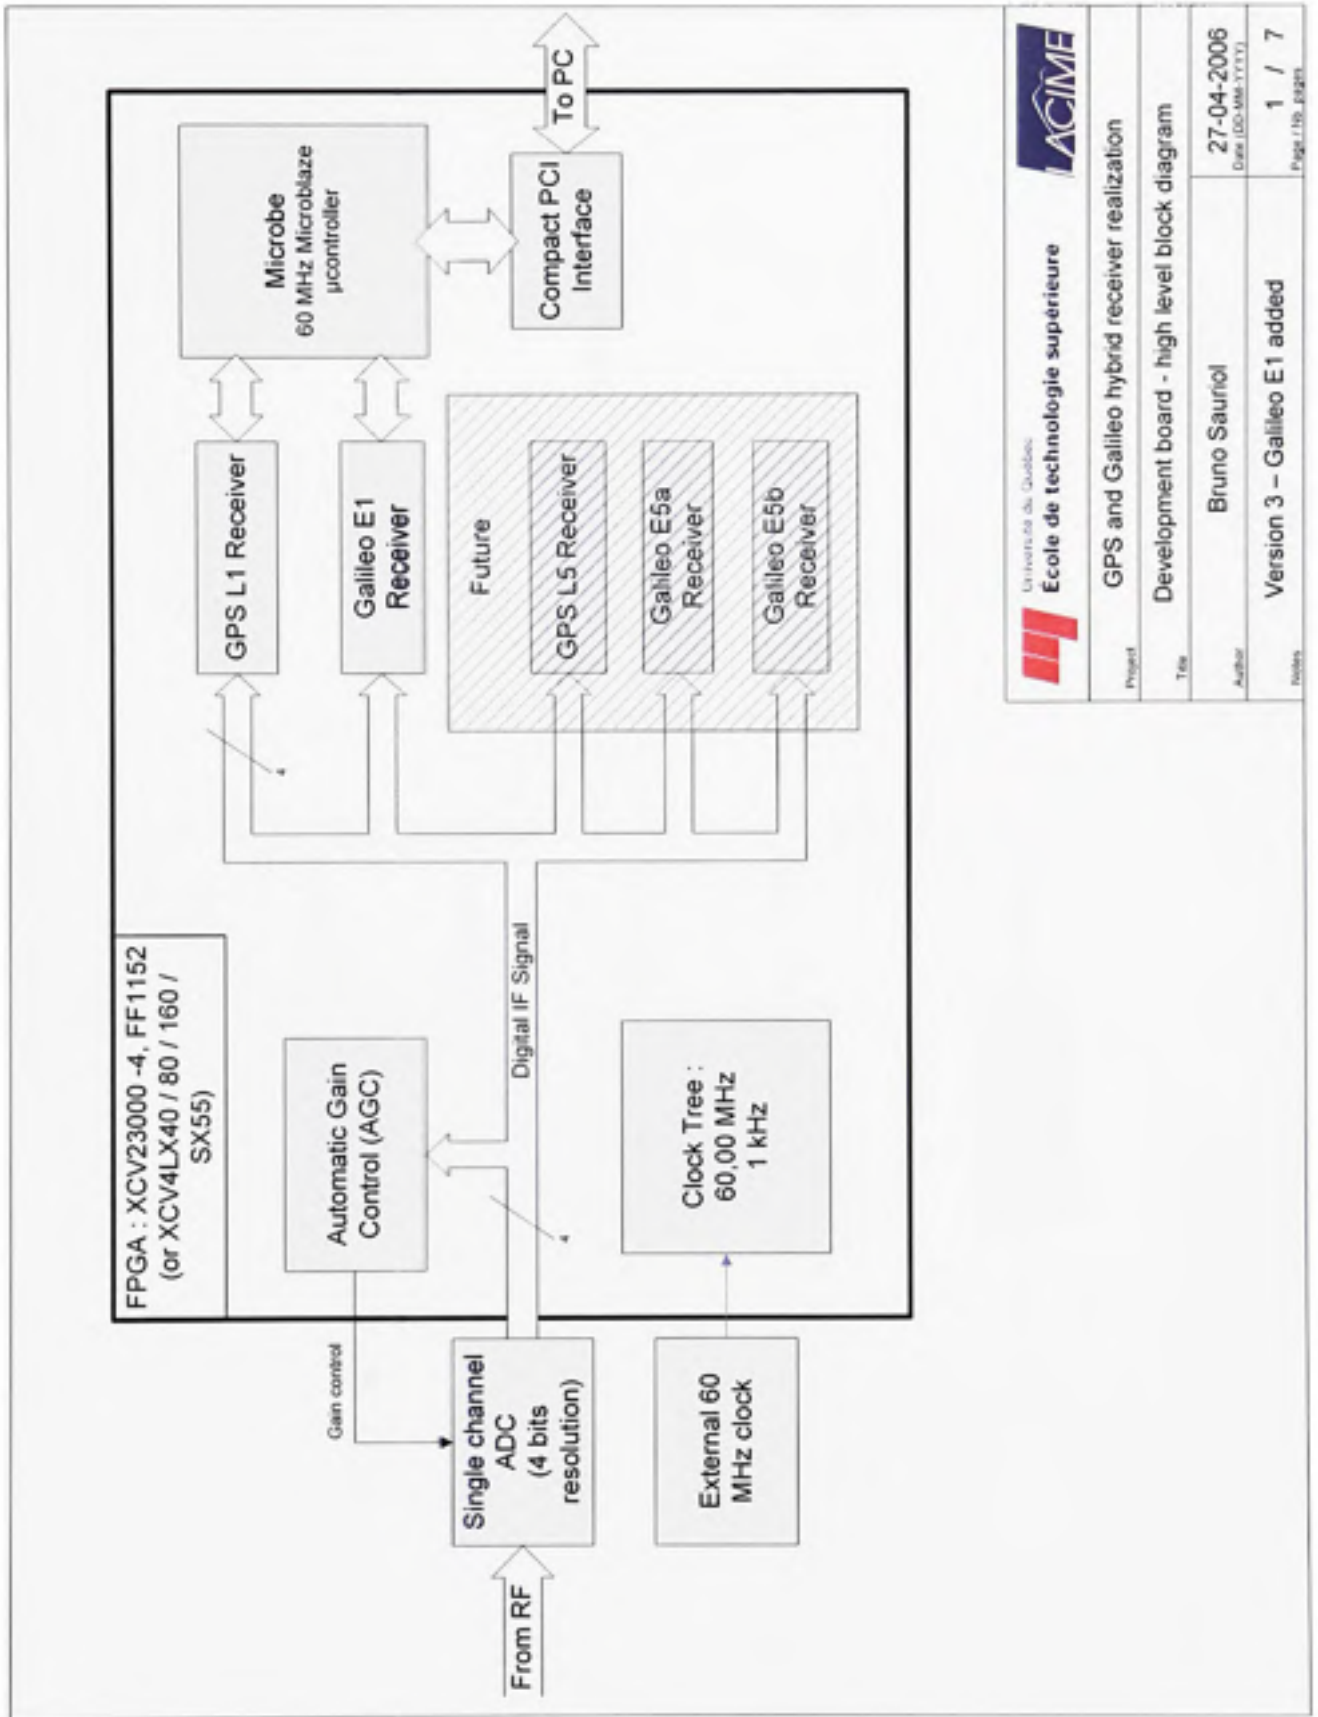 FPGA : XCV23000 -4, FF1152
(or XCV4LX40 / 80 / 160 /
SX55)
From RF
Single channel
ADC
(4 bits
resolution)
Gain control
Automatic Gain
Control (AGC)
4
Digital IF Signal
External 60
MHz clock
Clock Tree :
60,00 MHz
1 kHz
4
GPS L1 Receiver
Galileo E1
Receiver
Future
GPS L5 Receiver
Galileo E5a
Receiver
Galileo E5b
Receiver
Microbe
60 MHz Microblaze
µcontroller
Compact PCI
Interface
To PC
Université du Québec
École de technologie supérieure
LACIME
Project
GPS and Galileo hybrid receiver realization
Title
Development board - high level block diagram
Author
Bruno Sauriol
27-04-2006
Date (DD-MM-YYYY)
Notes
Version 3 – Galileo E1 added
1 / 7
Page / Nb. pages